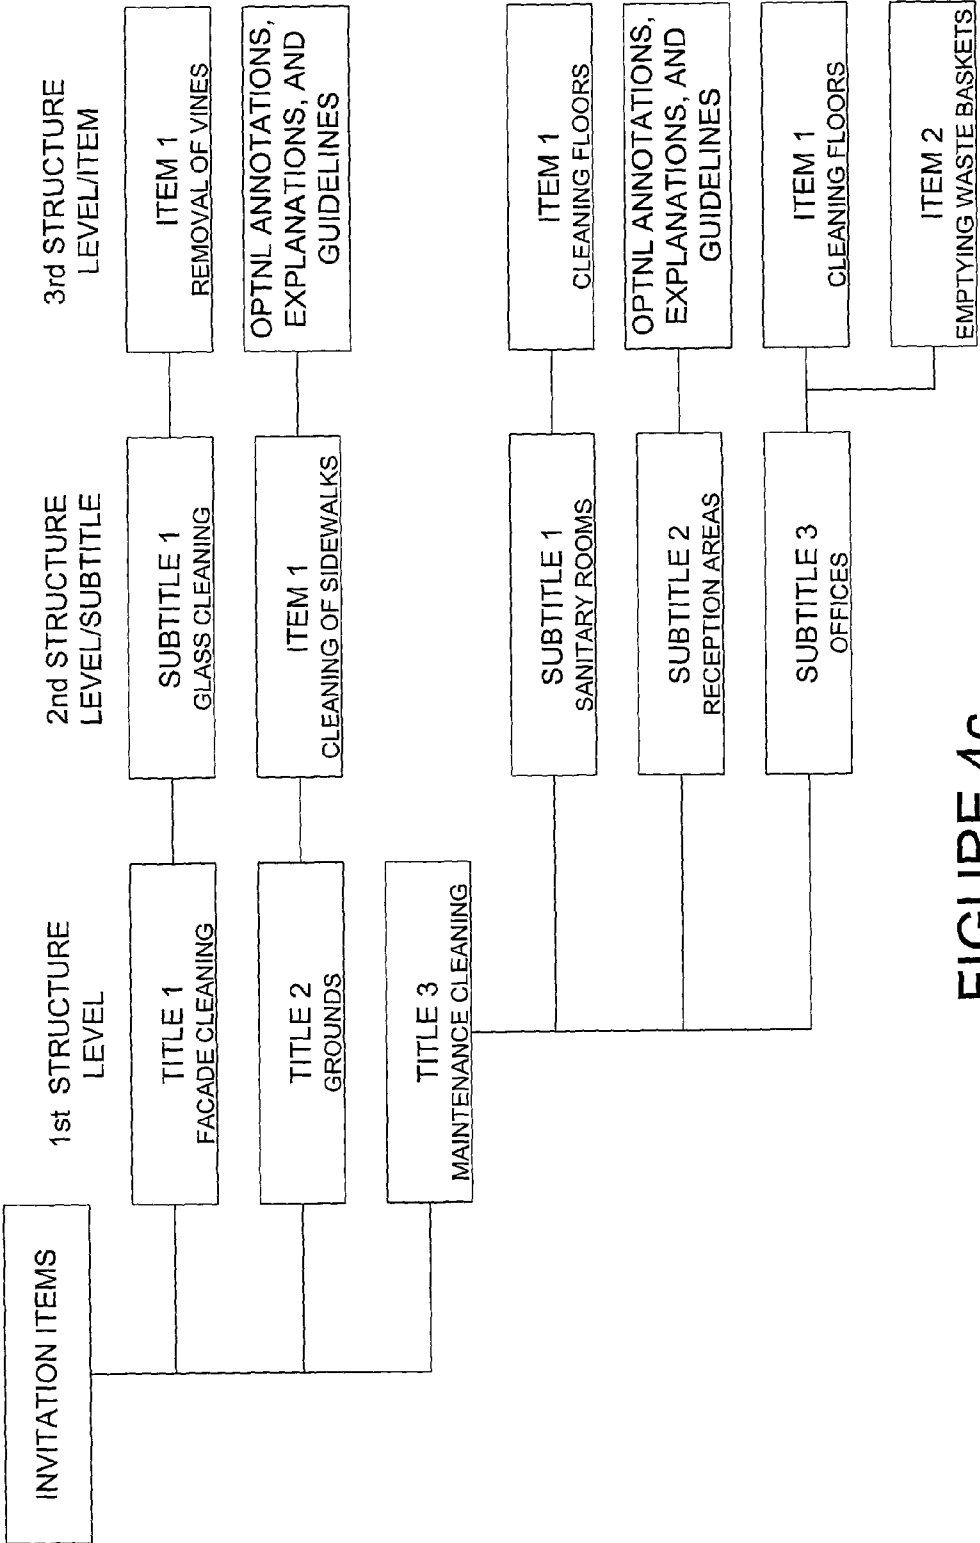 INVITATION ITEMS
1st STRUCTURE
LEVEL
2nd STRUCTURE
LEVEL/SUBTITLE
3rd STRUCTURE
LEVEL/ITEM
TITLE 1
FACADE CLEANING
SUBTITLE 1
GLASS CLEANING
ITEM 1
REMOVAL OF VINES
TITLE 2
GROUNDS
ITEM 1
CLEANING OF SIDEWALKS
OPTNL ANNOTATIONS,
EXPLANATIONS, AND
GUIDELINES
TITLE 3
MAINTENANCE CLEANING
SUBTITLE 1
SANITARY ROOMS
ITEM 1
CLEANING FLOORS
SUBTITLE 2
RECEPTION AREAS
OPTNL ANNOTATIONS,
EXPLANATIONS, AND
GUIDELINES
SUBTITLE 3
OFFICES
ITEM 1
CLEANING FLOORS
ITEM 2
EMPTYING WASTE BASKETS
FIGURE 4c